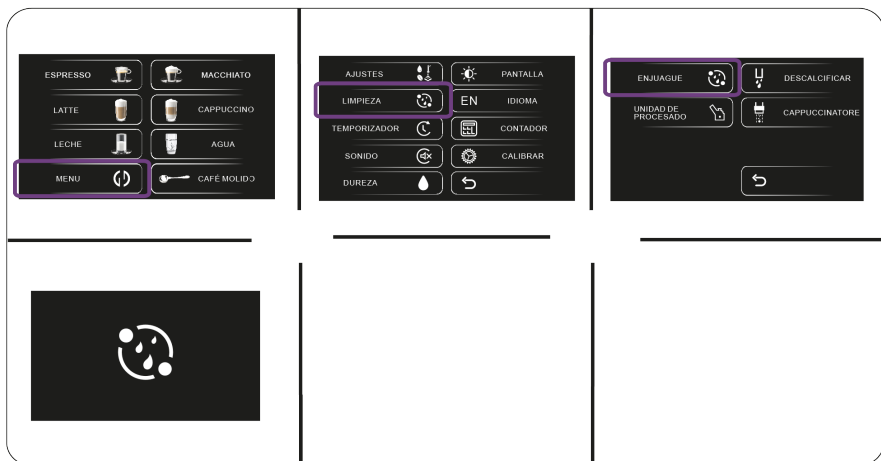 ESPRESSO
MACCHIATO
LATTE
CAPPUCCINO
LECHE
AGUA
MENU
CAFÉ MOLIDO
AJUSTES
PANTALLA
LIMPIEZA
EN IDIOMA
TEMPORIZADOR
CONTADOR
SONIDO
CALIBRAR
DUREZA
ENJUAGUE
DESCALCIFICAR
UNIDAD DE
PROCESADO
CAPPUCCINATORE